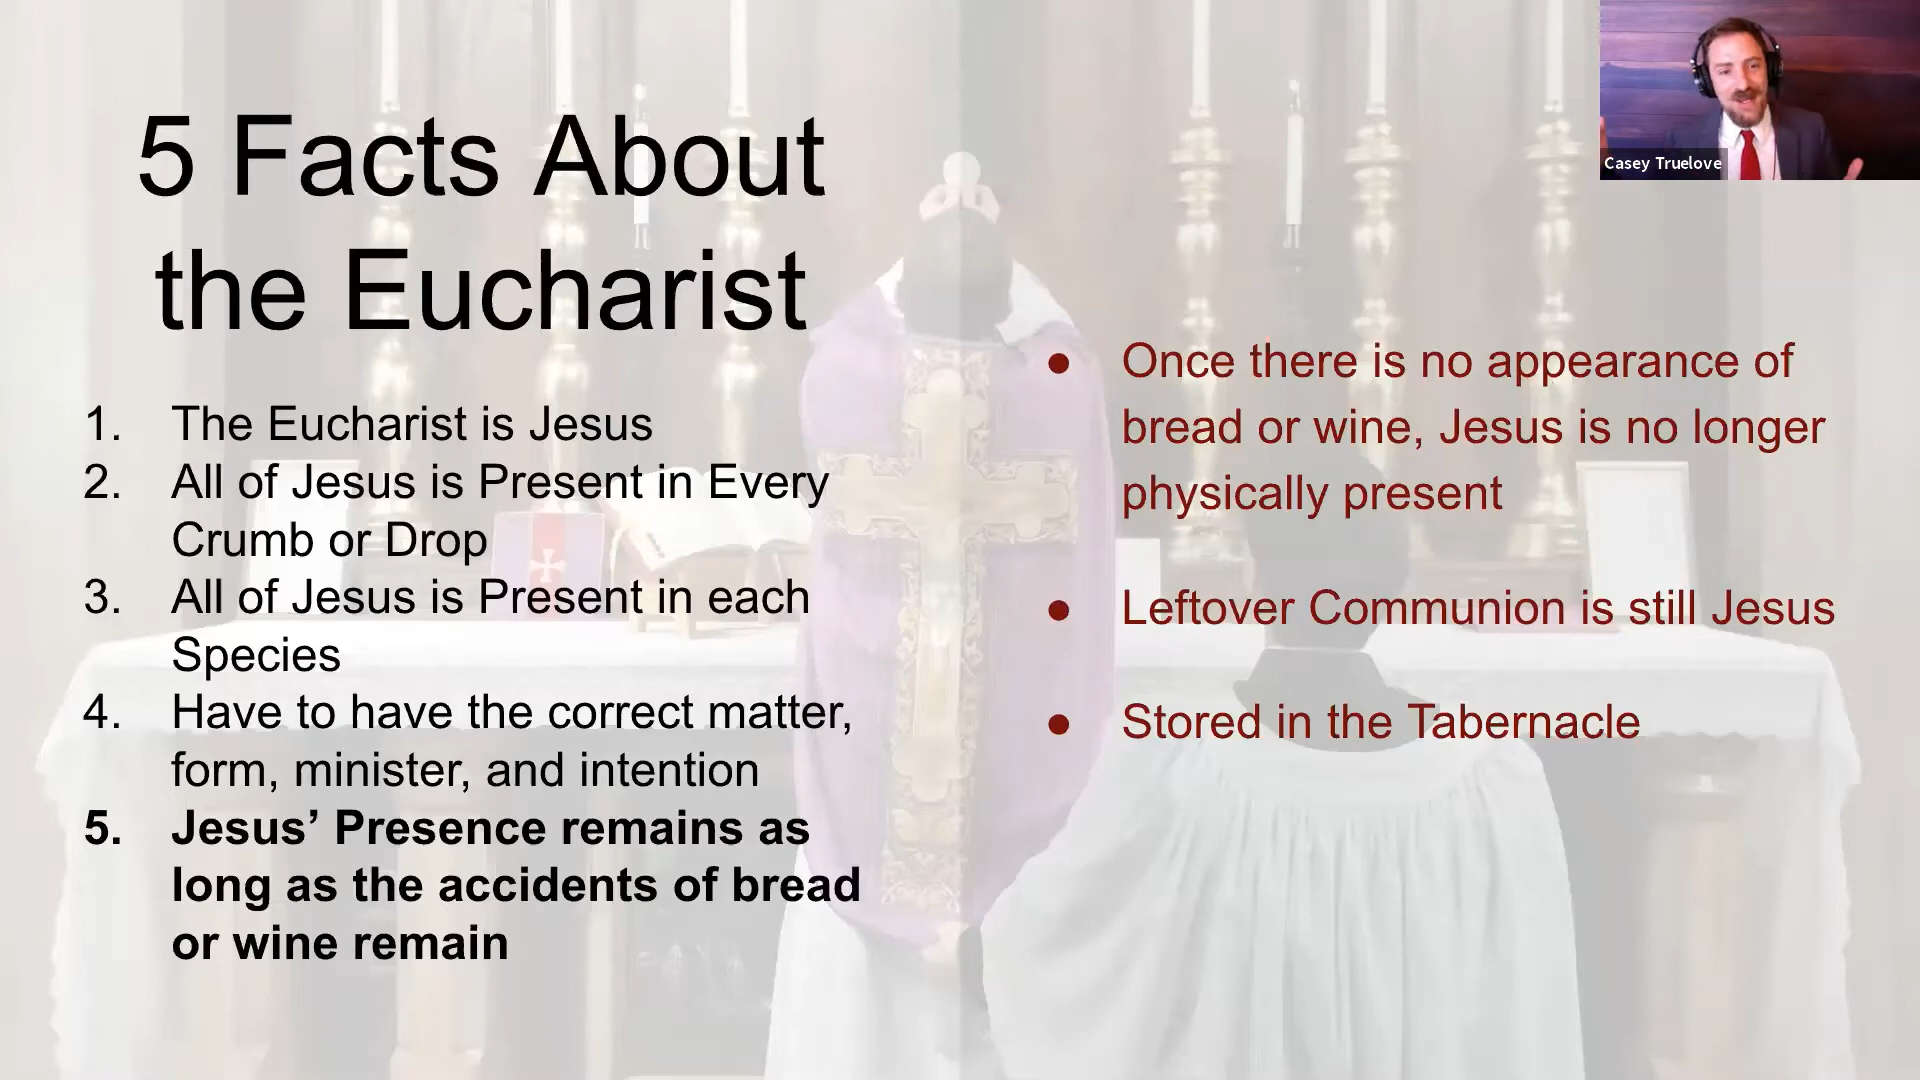 5 Facts About
the Eucharist
1. The Eucharist is Jesus
2. All of Jesus is Present in Every
Crumb or Drop
3. All of Jesus is Present in each
Species
4. Have to have the correct matter,
form, minister, and intention
5. Jesus’ Presence remains as
long as the accidents of bread
or wine remain
● Once there is no appearance of
bread or wine, Jesus is no longer
physically present
● Leftover Communion is still Jesus
● Stored in the Tabernacle
Casey Truelove